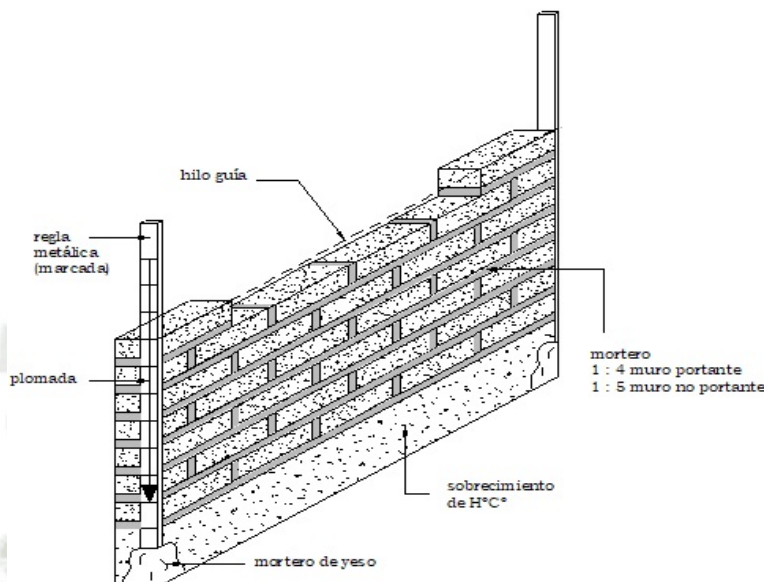 hilo guía
regla
metálica
(marcada)
plomada
mortero
1 : 4 muro portante
1 : 5 muro no portante
sobrecimiento
de HºCº
mortero de yeso